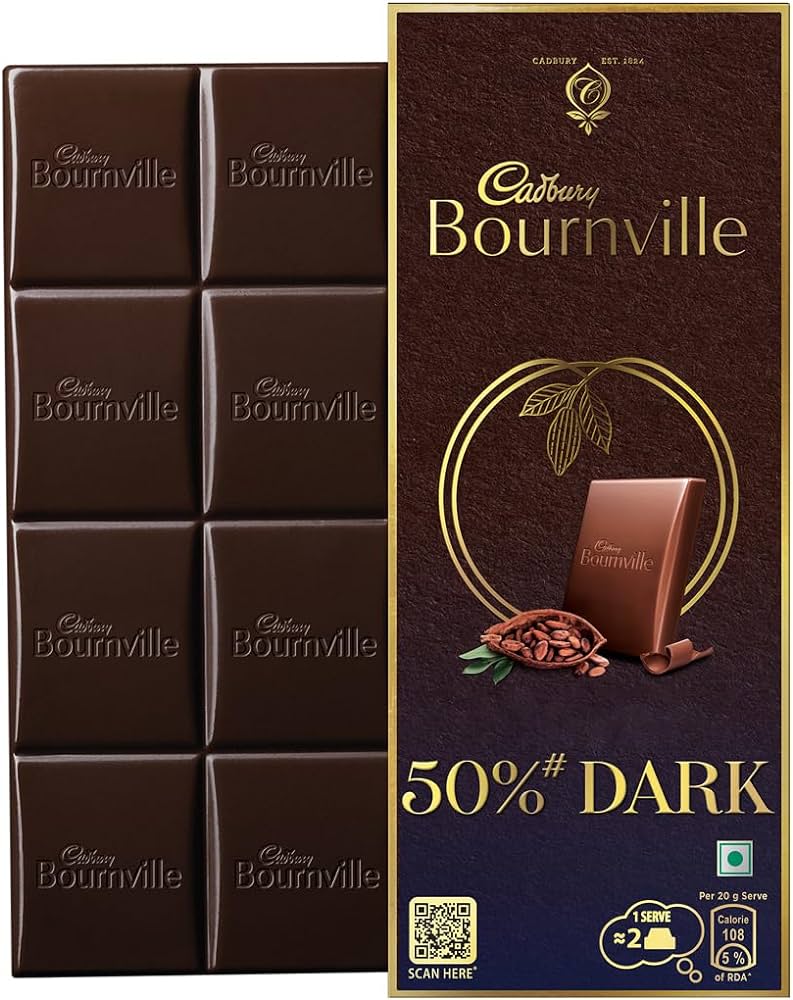 Cadbury
Bournville
Cadbury
Bournville
Cadbury
Bournville
Cadbury
Bournville
Cadbury
Bournville
Cadbury
Bournville
Cadbury
Bournville
Cadbury
Bournville
CADBURY EST. 1824
C
Cadbury
Bournville
Cadbury
Bournville
50%# DARK
SCAN HERE*
1 SERVE
≈2
Per 20 g Serve
Calorie
108
5 %
of RDA^